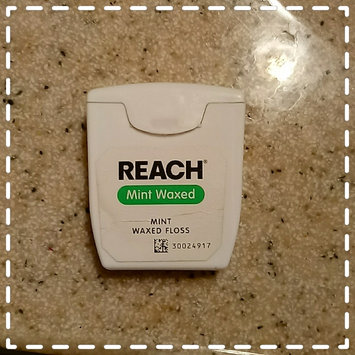 REACH®
Mint Waxed
MINT
WAXED FLOSS
30024917